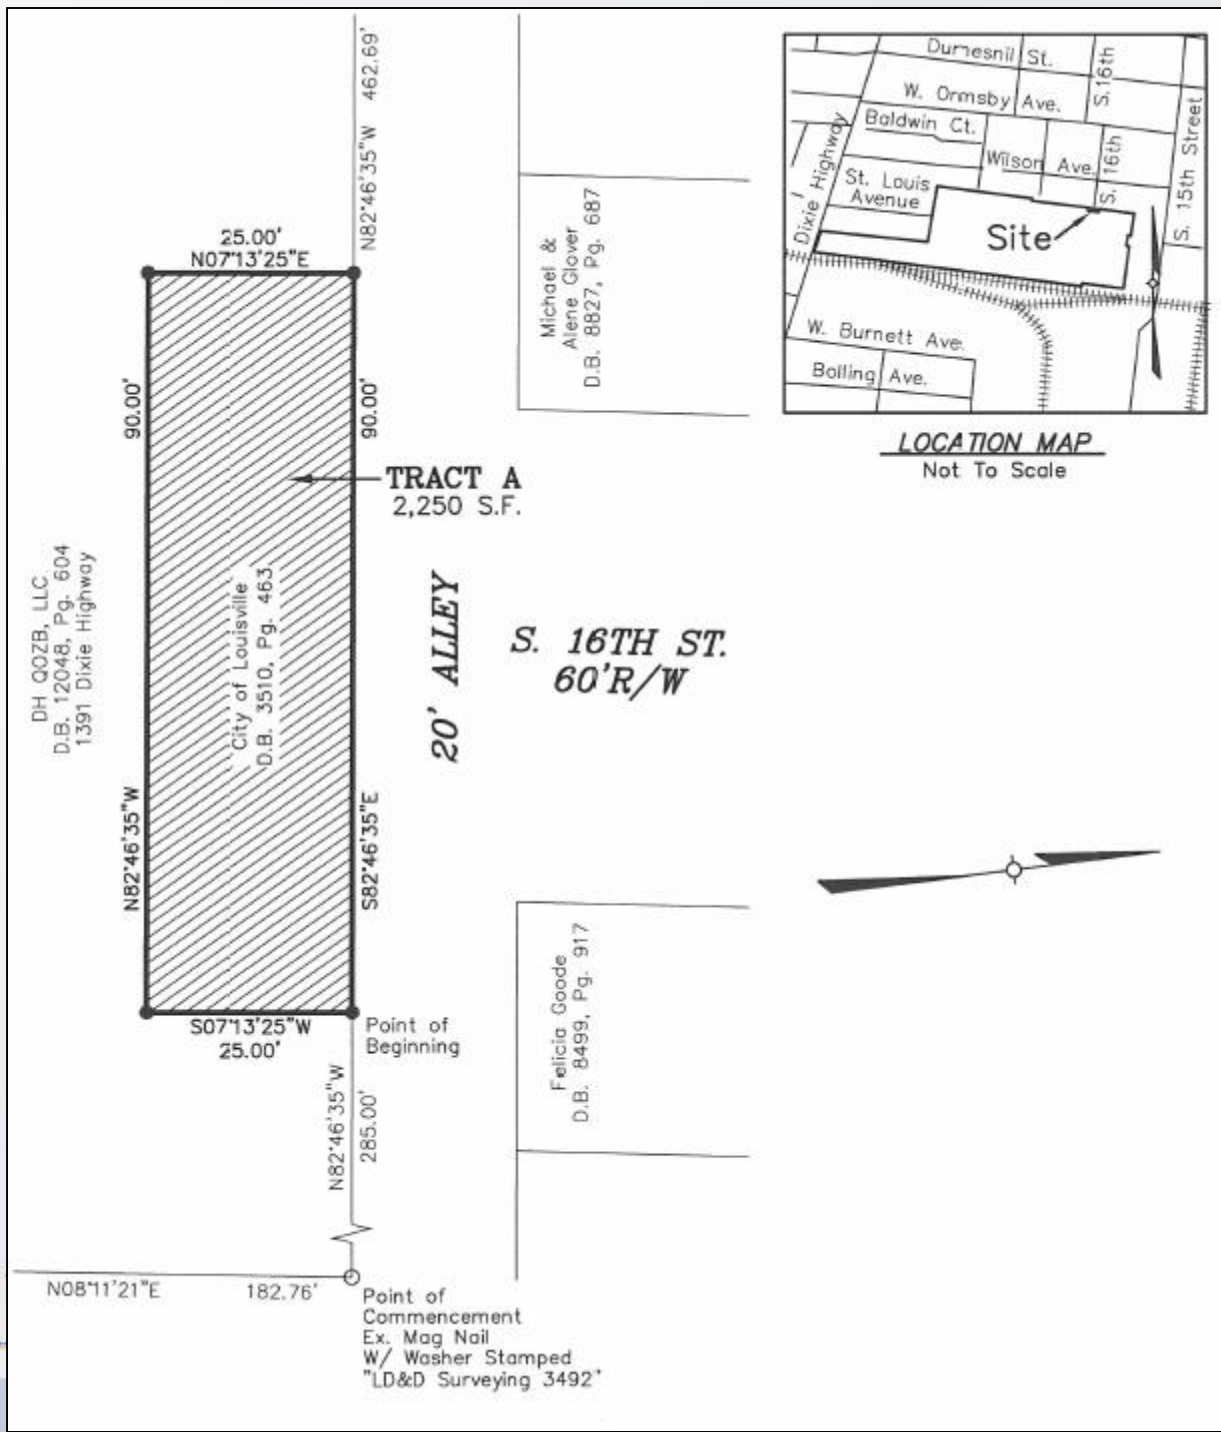 N82°46'35"W 462.69'
25.00'
N07°13'25"E
90.00'
90.00'
Michael &
Alene Glover
D.B. 8827, Pg. 687
Dumesnil St.
W. Ormsby Ave.
S. 16th
Baldwin Ct.
Wilson Ave.
S. 16th
S. 15th Street
St. Louis
Avenue
Dixie Highway
Site
W. Burnett Ave.
Bolling Ave.
LOCATION MAP
Not To Scale
TRACT A
2,250 S.F.
DH QOZB, LLC
D.B. 12048, Pg. 604
1391 Dixie Highway
City of Louisville
D.B. 3510, Pg. 463
20' ALLEY
S. 16TH ST.
60'R/W
N82°46'35"W
S82°46'35"E
S07°13'25"W
25.00'
Point of
Beginning
Felicia Goode
D.B. 8499, Pg. 917
N82°46'35"W
285.00'
N08°11'21"E 182.76'
Point of
Commencement
Ex. Mag Nail
W/ Washer Stamped
"LD&D Surveying 3492"